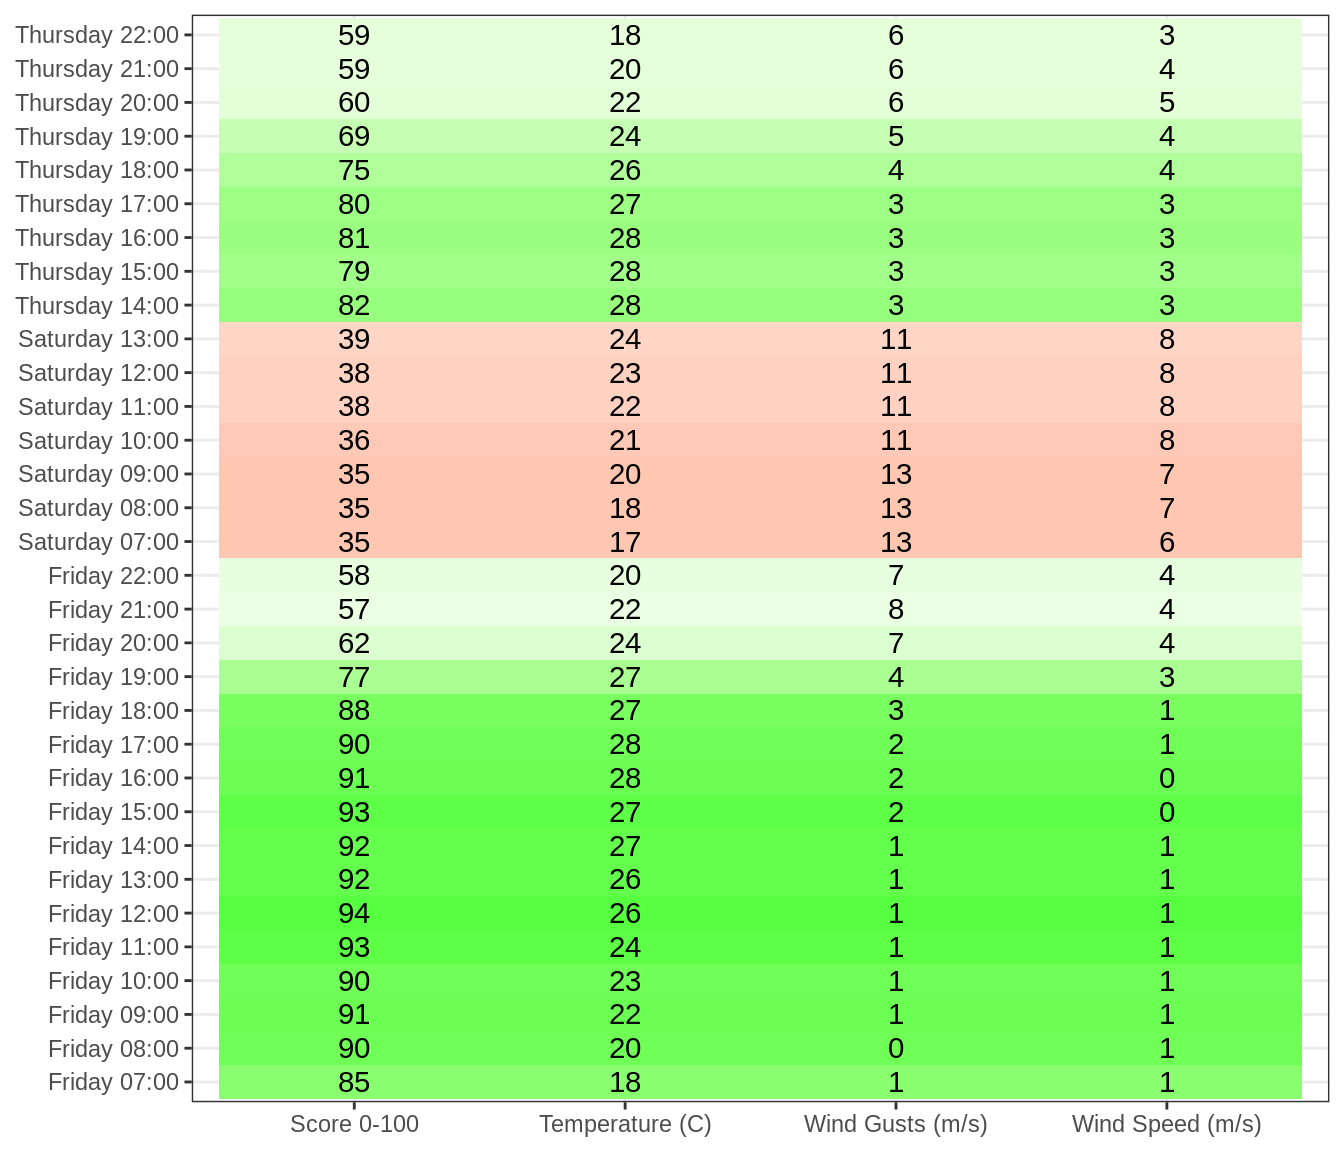 Thursday 22:00 59 18 6 3
Thursday 21:00 59 20 6 4
Thursday 20:00 60 22 6 5
Thursday 19:00 69 24 5 4
Thursday 18:00 75 26 4 4
Thursday 17:00 80 27 3 3
Thursday 16:00 81 28 3 3
Thursday 15:00 79 28 3 3
Thursday 14:00 82 28 3 3
Saturday 13:00 39 24 11 8
Saturday 12:00 38 23 11 8
Saturday 11:00 38 22 11 8
Saturday 10:00 36 21 11 8
Saturday 09:00 35 20 13 7
Saturday 08:00 35 18 13 7
Saturday 07:00 35 17 13 6
Friday 22:00 58 20 7 4
Friday 21:00 57 22 8 4
Friday 20:00 62 24 7 4
Friday 19:00 77 27 4 3
Friday 18:00 88 27 3 1
Friday 17:00 90 28 2 1
Friday 16:00 91 28 2 0
Friday 15:00 93 27 2 0
Friday 14:00 92 27 1 1
Friday 13:00 92 26 1 1
Friday 12:00 94 26 1 1
Friday 11:00 93 24 1 1
Friday 10:00 90 23 1 1
Friday 09:00 91 22 1 1
Friday 08:00 90 20 0 1
Friday 07:00 85 18 1 1
Score 0-100 Temperature (C) Wind Gusts (m/s) Wind Speed (m/s)